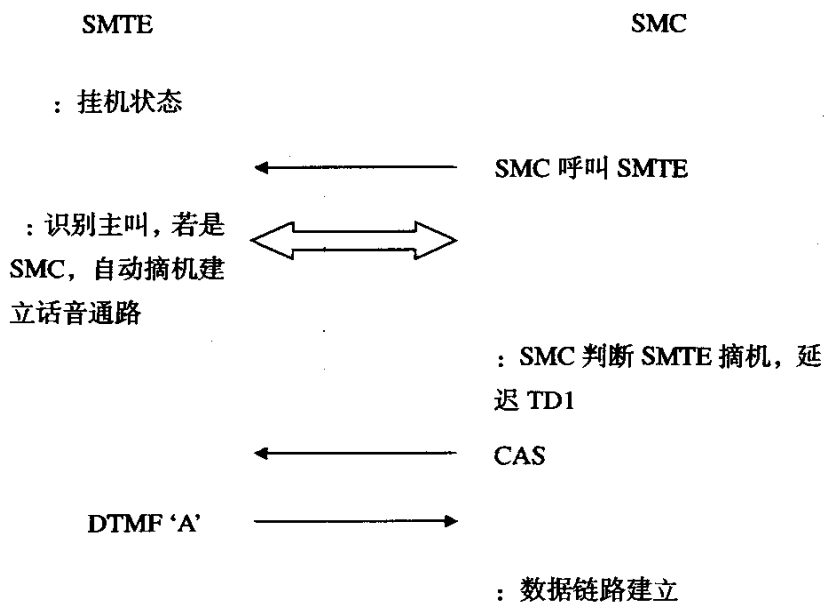 SMTE SMC
：挂机状态
SMC 呼叫 SMTE
：识别主叫，若是
SMC，自动摘机建
立话音通路
：SMC 判断 SMTE 摘机，延
迟 TD1
CAS
DTMF ‘A’
：数据链路建立